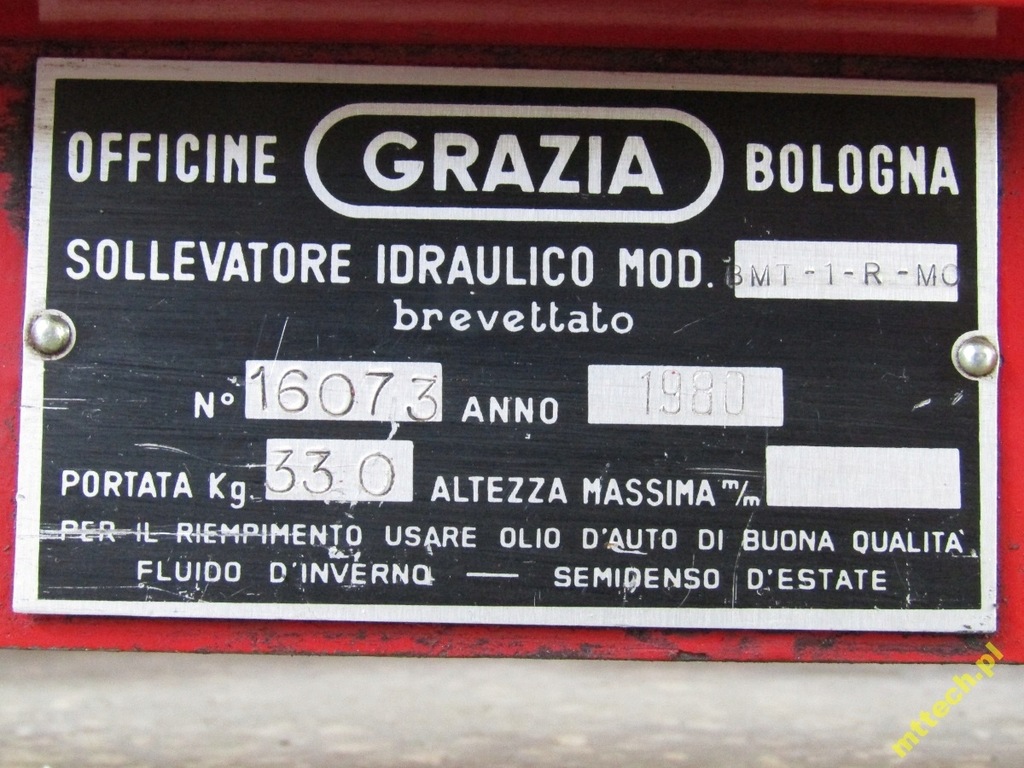 OFFICINE GRAZIA BOLOGNA
SOLLEVATORE IDRAULICO MOD. BMT-1-R-MC
brevettato
N° 16073 ANNO 1980
PORTATA Kg. 330 ALTEZZA MASSIMA m/m
PER IL RIEMPIMENTO USARE OLIO D'AUTO DI BUONA QUALITA'
FLUIDO D'INVERNO — SEMIDENSO D'ESTATE
mttech.pl